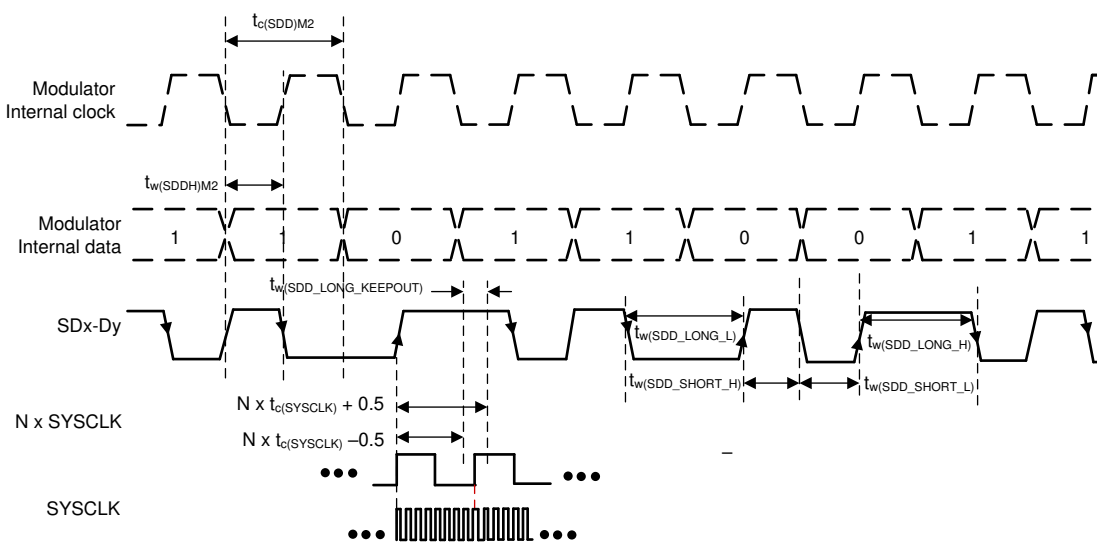 tc(SDD)M2
Modulator
Internal clock
tw(SDDH)M2
Modulator
Internal data
1 1 0 1 1 0 0 1 1
tw(SDD_LONG_KEEPOUT)
SDx-Dy
tw(SDD_LONG_L)
tw(SDD_LONG_H)
tw(SDD_SHORT_H)
tw(SDD_SHORT_L)
N x tc(SYSCLK) + 0.5
N x SYSCLK
N x tc(SYSCLK) –0.5
–
SYSCLK